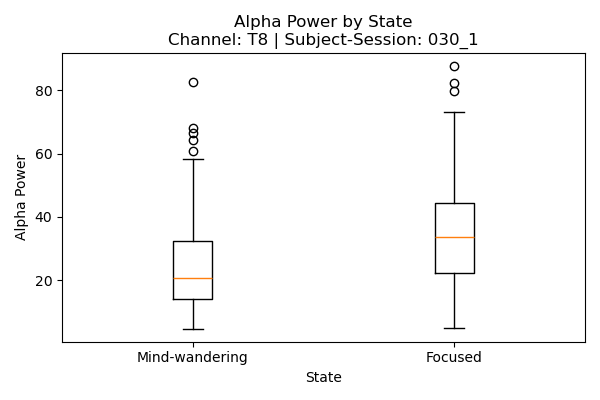 Alpha Power by State
Channel: T8 | Subject-Session: 030_1
Alpha Power
80
60
40
20
Mind-wandering
Focused
State